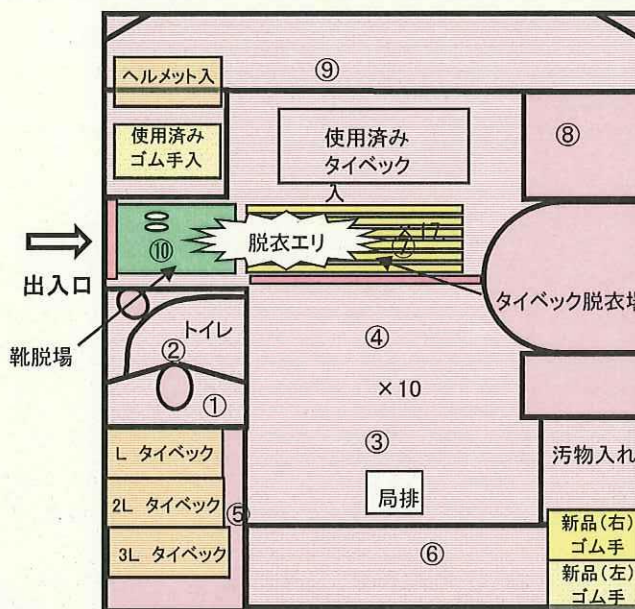 ⑨
ヘルメット入
使用済み
ゴム手入
使用済み
タイベック
入
⑧
⑩
脱衣エリ
⑦
出入口
タイベック脱衣場
トイレ
④
靴脱場
②
×10
①
③
L タイベック
汚物入れ
2L タイベック
⑤
局排
新品(右)
ゴム手
3L タイベック
⑥
新品(左)
ゴム手